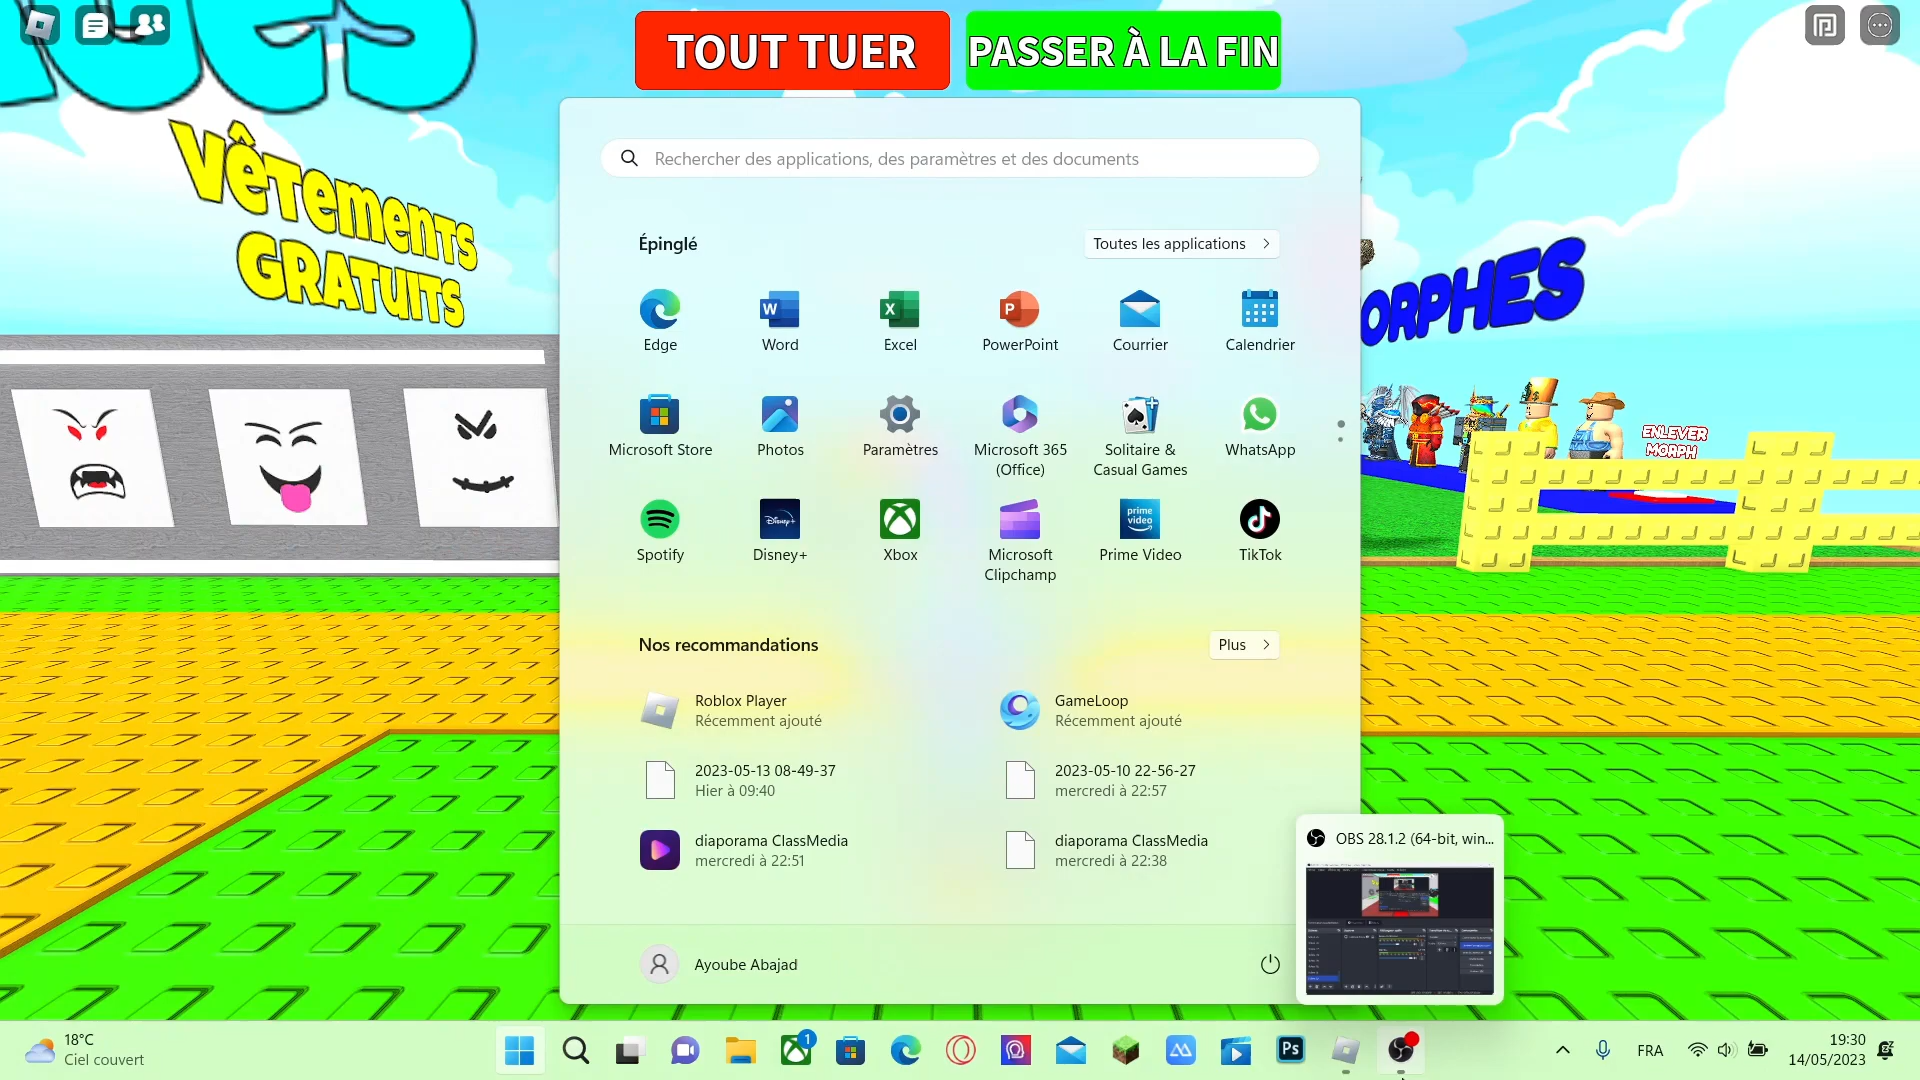 TOUT TUER
PASSER À LA FIN
VÊTEMENTS
GRATUITS
ORPHES
ENLEVER
MORPH
Rechercher des applications, des paramètres et des documents
Épinglé
Toutes les applications
Edge
Word
Excel
PowerPoint
Courrier
Calendrier
Microsoft Store
Photos
Paramètres
Microsoft 365
(Office)
Solitaire &
Casual Games
WhatsApp
Spotify
Disney+
Xbox
Microsoft
Clipchamp
prime
video
Prime Video
TikTok
Nos recommandations
Plus
Roblox Player
Récemment ajouté
GameLoop
Récemment ajouté
2023-05-13 08-49-37
Hier à 09:40
2023-05-10 22-56-27
mercredi à 22:57
diaporama ClassMedia
mercredi à 22:51
diaporama ClassMedia
mercredi à 22:38
OBS 28.1.2 (64-bit, win...
Ayoube Abajad
18°C
Ciel couvert
1
Ps
FRA
19:30
14/05/2023